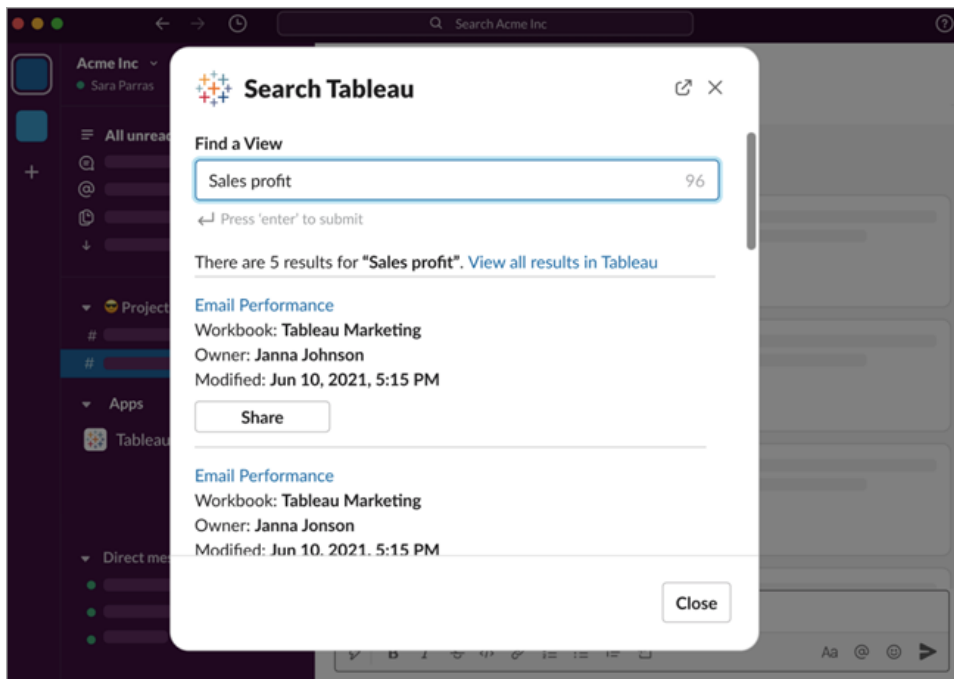 Search Acme Inc
Acme Inc
Sara Parras
All unrea
Project
#
#
Apps
Tableau
Direct me
Search Tableau
Find a View
Sales profit 96
Press 'enter' to submit
There are 5 results for “Sales profit”. View all results in Tableau
Email Performance
Workbook: Tableau Marketing
Owner: Janna Johnson
Modified: Jun 10, 2021, 5:15 PM
Share
Email Performance
Workbook: Tableau Marketing
Owner: Janna Jonson
Modified: Jun 10, 2021, 5:15 PM
Close
Aa @